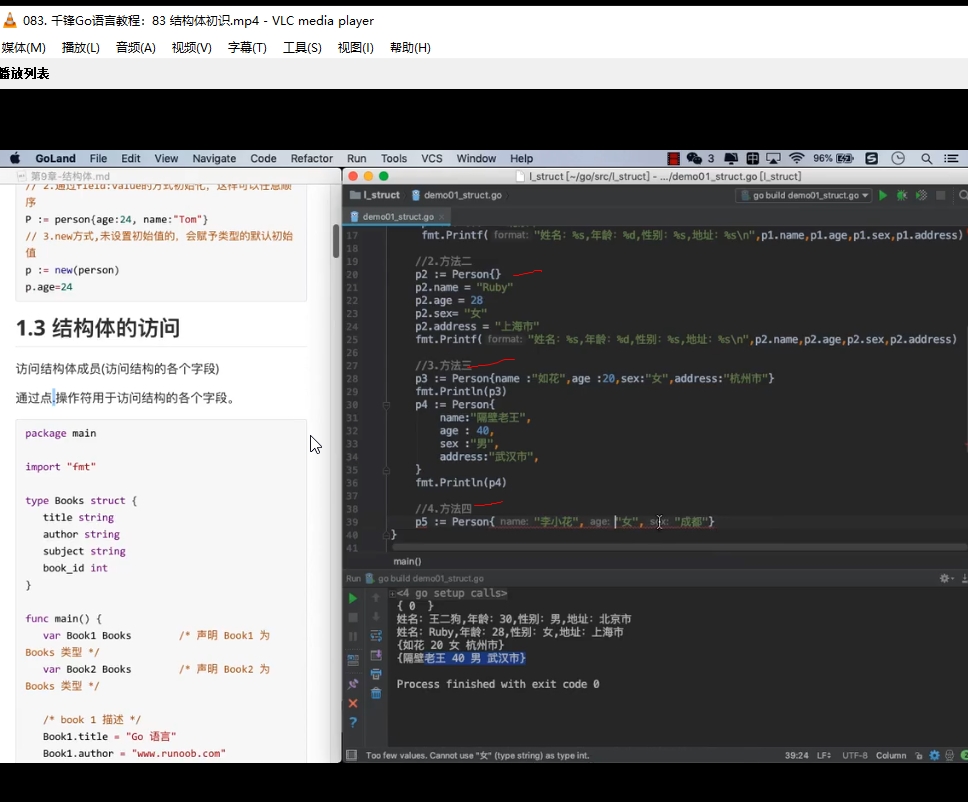 083. 千锋Go语言教程：83 结构体初识.mp4 - VLC media player
媒体(M) 播放(L) 音频(A) 视频(V) 字幕(T) 工具(S) 视图(I) 帮助(H)
播放列表
GoLand File Edit View Navigate Code Refactor Run Tools VCS Window Help 3 96%
第9章-结构体.md
// 2.通过field:value的方式初始化，这样可以任意顺
序
P := person{age:24, name:"Tom"}
// 3.new方式,未设置初始值的，会赋予类型的默认初始
值
p := new(person)
p.age=24
1.3 结构体的访问
访问结构体成员(访问结构的各个字段)
通过点.操作符用于访问结构的各个字段。
package main
import "fmt"
type Books struct {
title string
author string
subject string
book_id int
}
func main() {
var Book1 Books /* 声明 Book1 为
Books 类型 */
var Book2 Books /* 声明 Book2 为
Books 类型 */
/* book 1 描述 */
Book1.title = "Go 语言"
Book1.author = "www.runoob.com"
l_struct [~/go/src/l_struct] - .../demo01_struct.go [l_struct]
l_struct demo01_struct.go go build demo01_struct.go
demo01_struct.go
17 fmt.Printf( format: "姓名：%s,年龄：%d,性别：%s,地址：%s\n",p1.name,p1.age,p1.sex,p1.address)
18
19 //2.方法二
20 p2 := Person{}
21 p2.name = "Ruby"
22 p2.age = 28
23 p2.sex= "女"
24 p2.address = "上海市"
25 fmt.Printf( format: "姓名：%s,年龄：%d,性别：%s,地址：%s\n",p2.name,p2.age,p2.sex,p2.address)
26
27 //3.方法三
28 p3 := Person{name :"如花",age :20,sex:"女",address:"杭州市"}
29 fmt.Println(p3)
30 p4 := Person{
31 name:"隔壁老王",
32 age : 40,
33 sex :"男",
34 address:"武汉市",
35 }
36 fmt.Println(p4)
37
38 //4.方法四
39 p5 := Person{ name: "李小花", age: "女", sex: "成都"}
40 }
41
main()
Run go build demo01_struct.go
<4 go setup calls>
{ 0 }
姓名：王二狗,年龄：30,性别：男,地址：北京市
姓名：Ruby,年龄：28,性别：女,地址：上海市
{如花 20 女 杭州市}
{隔壁老王 40 男 武汉市}
Process finished with exit code 0
Too few values. Cannot use "女" (type string) as type int. 39:24 LF UTF-8 Column